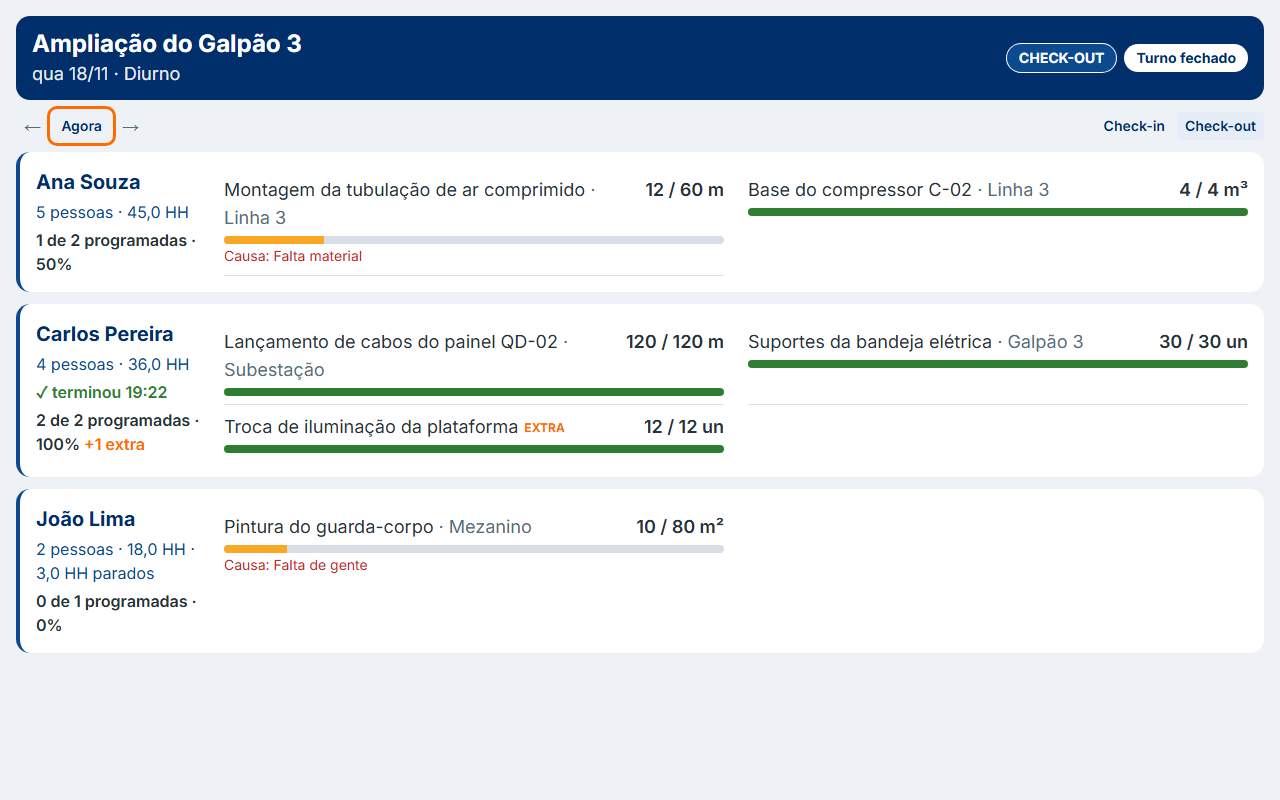 Ampliação do Galpão 3
qua 18/11 · Diurno
CHECK-OUT
Turno fechado
← Agora →
Check-in
Check-out
Ana Souza
5 pessoas · 45,0 HH
1 de 2 programadas ·
50%
Montagem da tubulação de ar comprimido ·
Linha 3
12 / 60 m
Causa: Falta material
Base do compressor C-02 · Linha 3
4 / 4 m³
Carlos Pereira
4 pessoas · 36,0 HH
✓ terminou 19:22
2 de 2 programadas ·
100% +1 extra
Lançamento de cabos do painel QD-02 ·
Subestação
120 / 120 m
Suportes da bandeja elétrica · Galpão 3
30 / 30 un
Troca de iluminação da plataforma EXTRA
12 / 12 un
João Lima
2 pessoas · 18,0 HH ·
3,0 HH parados
0 de 1 programadas ·
0%
Pintura do guarda-corpo · Mezanino
10 / 80 m²
Causa: Falta de gente